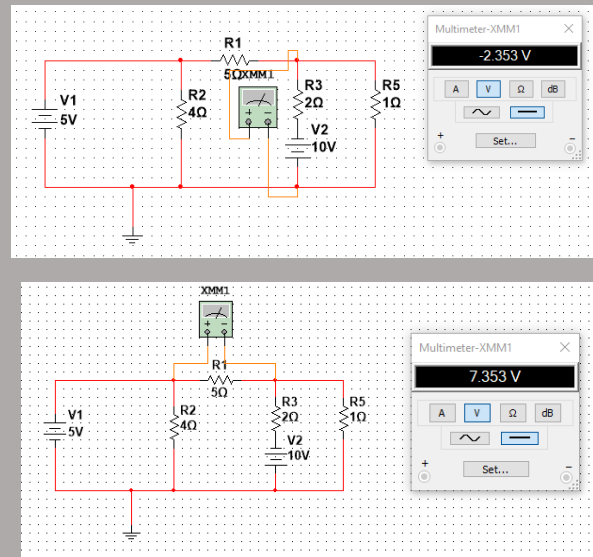 Multimeter-XMM1
-2.353 V
A V Ω dB
Set...
+ -
R1
5Ω
XMM1
+ -
R2
4Ω
R3
2Ω
R5
1Ω
V1
5V
V2
10V
XMM1
+ -
R1
5Ω
R2
4Ω
R3
2Ω
R5
1Ω
V1
5V
V2
10V
Multimeter-XMM1
7.353 V
A V Ω dB
Set...
+ -